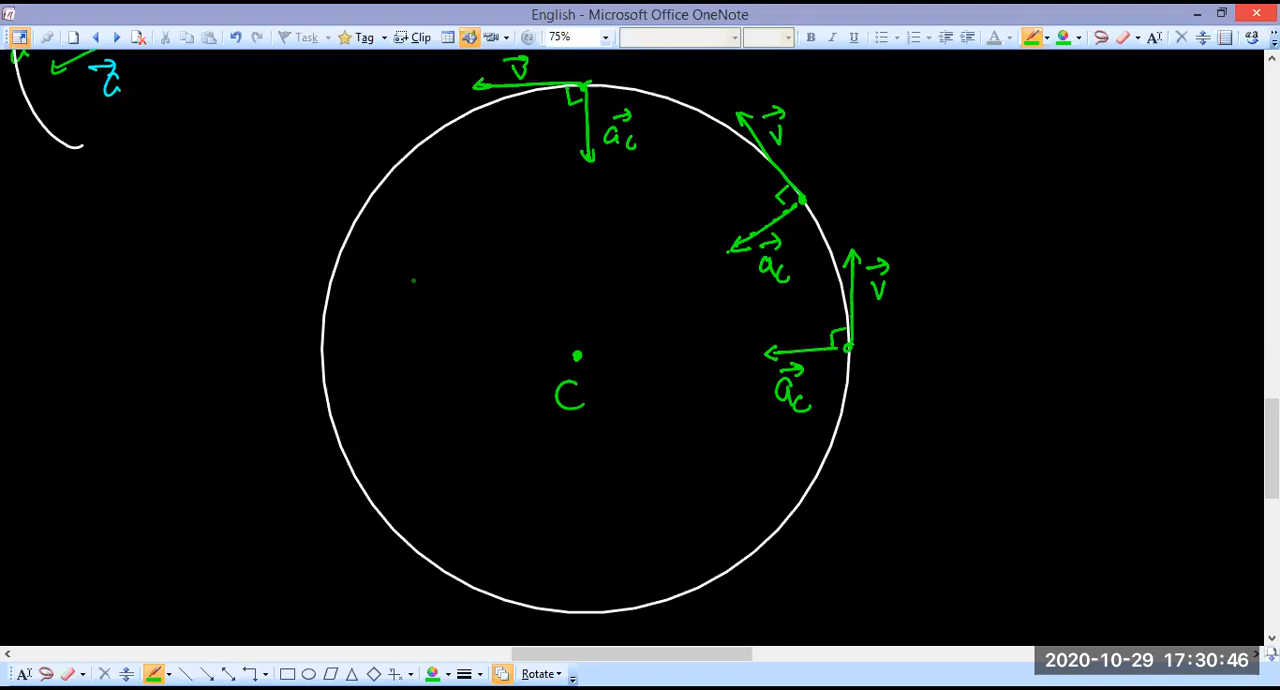 English - Microsoft Office OneNote
Tag Clip 75% B I U
Task
v
a
a_c
v
a_c
v
a_c
C
Rotate
2020-10-29 17:30:46